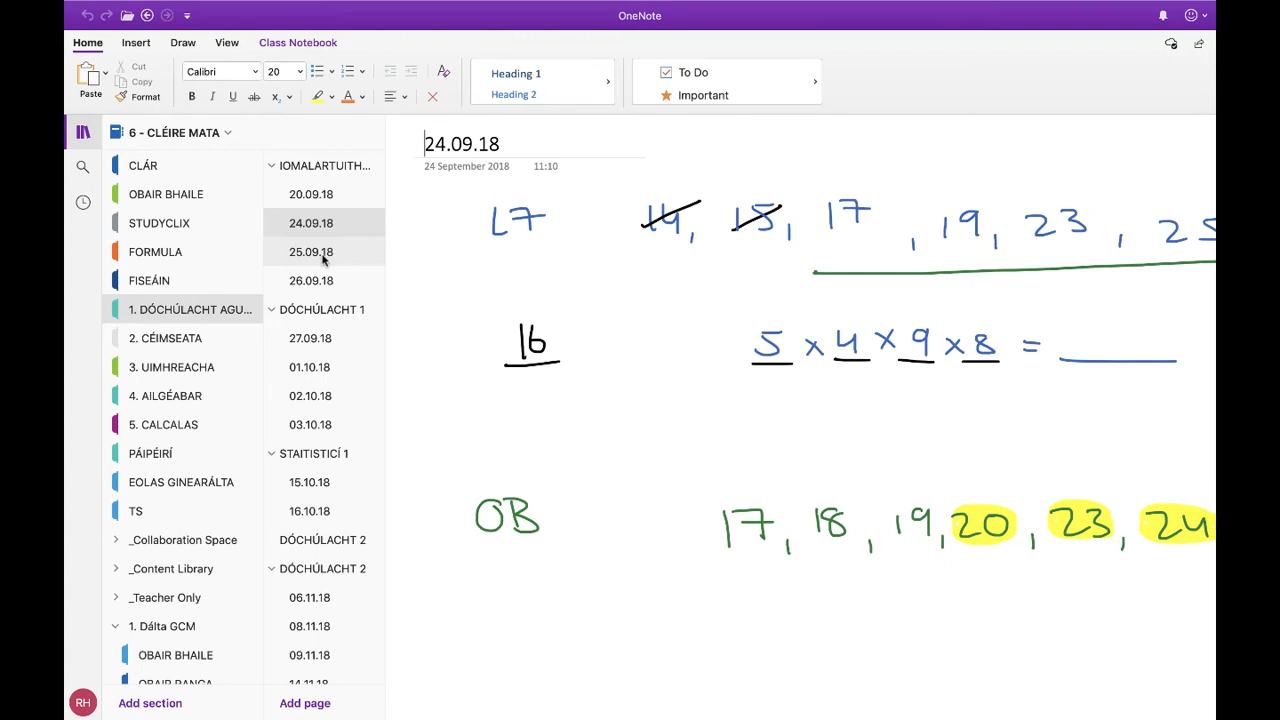 OneNote
Home Insert Draw View Class Notebook
Paste
Cut
Copy
Format
Calibri 20
B I U ab x₂ A
Heading 1
Heading 2
To Do
Important
6 - CLÉIRE MATA
CLÁR
OBAIR BHAILE
STUDYCLIX
FORMULA
FISEÁIN
1. DÓCHÚLACHT AGU...
2. CÉIMSEATA
3. UIMHREACHA
4. AILGÉABAR
5. CALCALAS
PÁIPÉIRÍ
EOLAS GINEARÁLTA
TS
_Collaboration Space
_Content Library
_Teacher Only
1. Dálta GCM
OBAIR BHAILE
OBAIR RANGA
Add section
IOMALARTUITH...
20.09.18
24.09.18
25.09.18
26.09.18
DÓCHÚLACHT 1
27.09.18
01.10.18
02.10.18
03.10.18
STAITISTICÍ 1
15.10.18
16.10.18
DÓCHÚLACHT 2
DÓCHÚLACHT 2
06.11.18
08.11.18
09.11.18
14.11.18
Add page
RH
24.09.18
24 September 2018 11:10
L7 14, 15, 17, 19, 23, 25
16 5 x 4 x 9 x 8 =
OB 17, 18, 19, 20, 23, 24